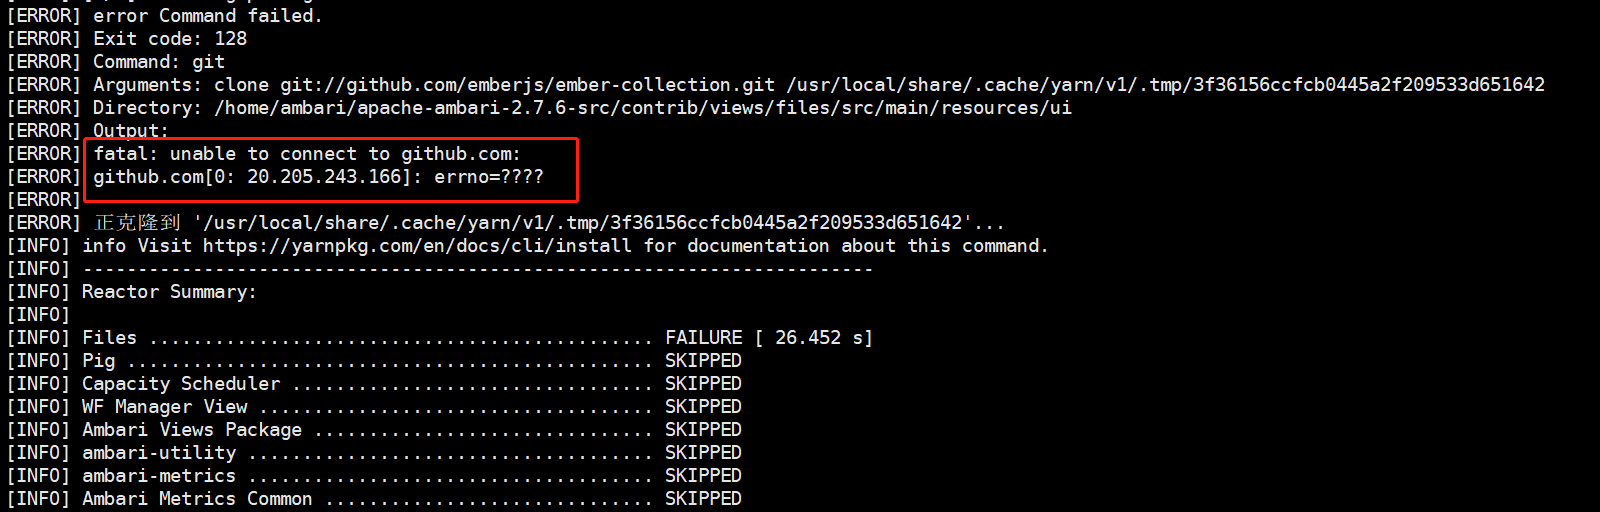 [ERROR] error Command failed.
[ERROR] Exit code: 128
[ERROR] Command: git
[ERROR] Arguments: clone git://github.com/emberjs/ember-collection.git /usr/local/share/.cache/yarn/v1/.tmp/3f36156ccfcb0445a2f209533d651642
[ERROR] Directory: /home/ambari/apache-ambari-2.7.6-src/contrib/views/files/src/main/resources/ui
[ERROR] Output:
[ERROR] fatal: unable to connect to github.com:
[ERROR] github.com[0: 20.205.243.166]: errno=????
[ERROR]
[ERROR] 正克隆到 '/usr/local/share/.cache/yarn/v1/.tmp/3f36156ccfcb0445a2f209533d651642'...
[INFO] info Visit https://yarnpkg.com/en/docs/cli/install for documentation about this command.
[INFO] ------------------------------------------------------------------------
[INFO] Reactor Summary:
[INFO]
[INFO] Files .............................................. FAILURE [ 26.452 s]
[INFO] Pig ................................................ SKIPPED
[INFO] Capacity Scheduler ................................. SKIPPED
[INFO] WF Manager View .................................... SKIPPED
[INFO] Ambari Views Package ............................... SKIPPED
[INFO] ambari-utility ..................................... SKIPPED
[INFO] ambari-metrics ..................................... SKIPPED
[INFO] Ambari Metrics Common .............................. SKIPPED